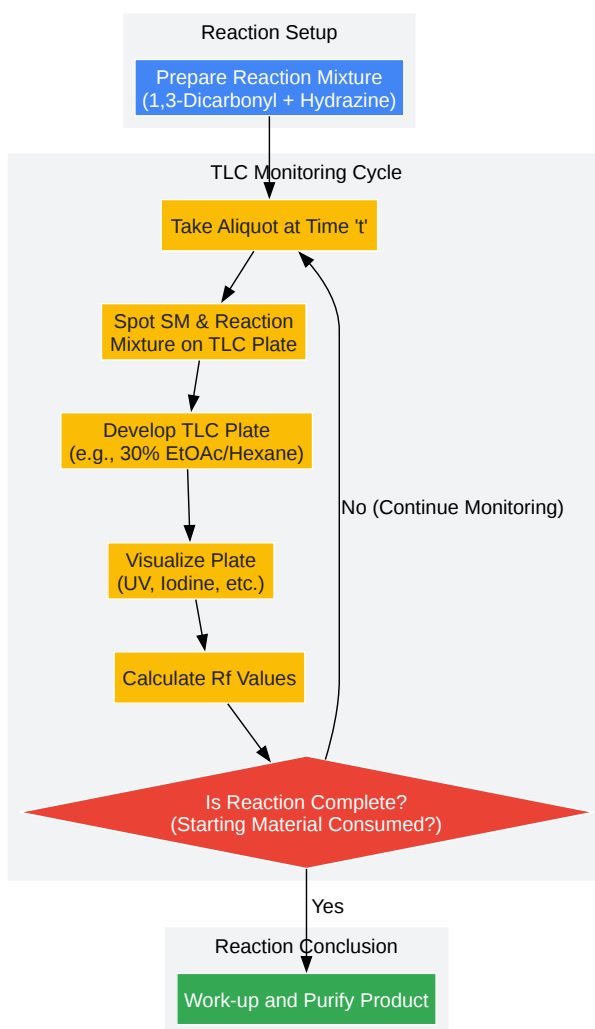 Reaction Setup
Prepare Reaction Mixture
(1,3-Dicarbonyl + Hydrazine)
TLC Monitoring Cycle
Take Aliquot at Time 't'
Spot SM & Reaction
Mixture on TLC Plate
Develop TLC Plate
(e.g., 30% EtOAc/Hexane)
No (Continue Monitoring)
Visualize Plate
(UV, Iodine, etc.)
Calculate Rf Values
Is Reaction Complete?
(Starting Material Consumed?)
Yes
Reaction Conclusion
Work-up and Purify Product